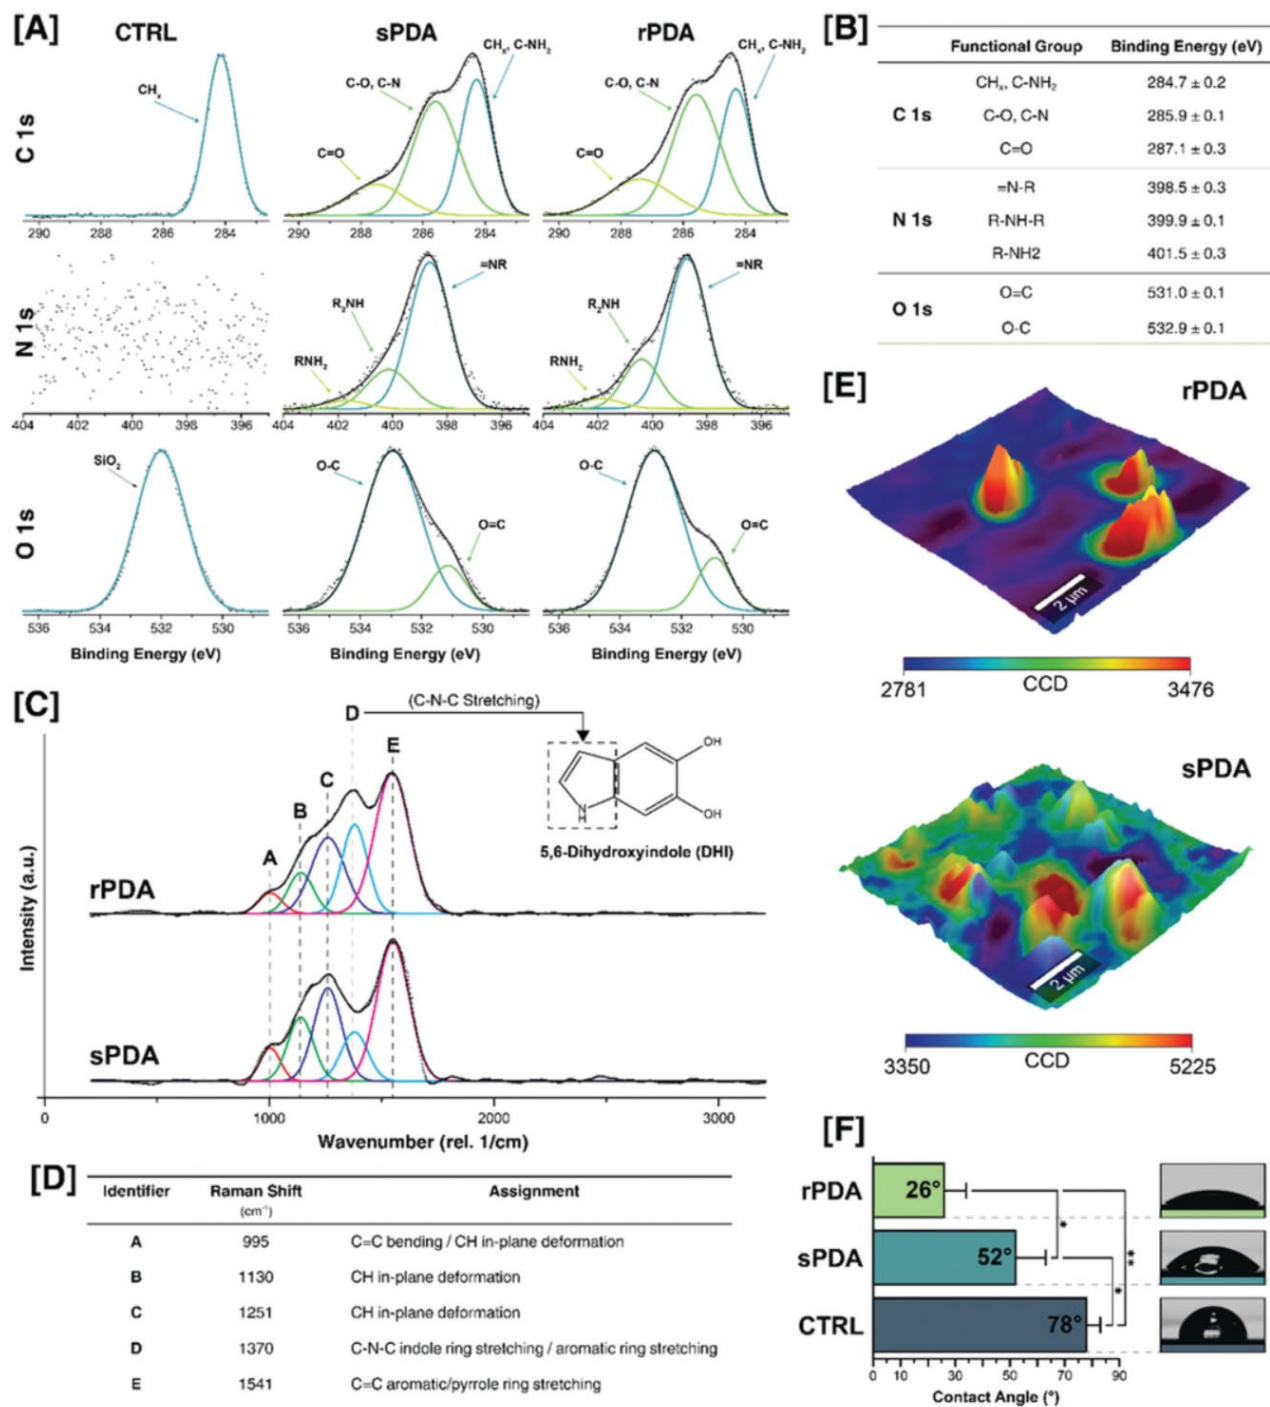 [A]
CTRL
sPDA
rPDA
C 1s
CHₓ
C=O
C-O, C-N
CHₓ, C-NH₂
C=O
C-O, C-N
CHₓ, C-NH₂
290 288 286 284
290 288 286 284
290 288 286 284
N 1s
RNH₂
R₂NH
=NR
RNH₂
R₂NH
=NR
404 402 400 398 396
404 402 400 398 396
404 402 400 398 396
O 1s
SiO₂
O-C
O=C
O-C
O=C
536 534 532 530
536 534 532 530
536 534 532 530
Binding Energy (eV)
Binding Energy (eV)
Binding Energy (eV)
[B]
Functional Group Binding Energy (eV)
C 1s
CHₓ, C-NH₂ 284.7 ± 0.2
C-O, C-N 285.9 ± 0.1
C=O 287.1 ± 0.3
N 1s
=N-R 398.5 ± 0.3
R-NH-R 399.9 ± 0.1
R-NH2 401.5 ± 0.3
O 1s
O=C 531.0 ± 0.1
O-C 532.9 ± 0.1
[C]
Intensity (a.u.)
rPDA
A
B
C
D
E
(C-N-C Stretching)
OH
OH
N
H
5,6-Dihydroxyindole (DHI)
sPDA
0 1000 2000 3000
Wavenumber (rel. 1/cm)
[D]
Identifier Raman Shift (cm⁻¹) Assignment
A 995 C=C bending / CH in-plane deformation
B 1130 CH in-plane deformation
C 1251 CH in-plane deformation
D 1370 C-N-C indole ring stretching / aromatic ring stretching
E 1541 C=C aromatic/pyrrole ring stretching
[E]
rPDA
2 μm
2781 CCD 3476
sPDA
2 μm
3350 CCD 5225
[F]
rPDA 26°
sPDA 52°
CTRL 78°
*
*
**
0 10 30 50 70 90
Contact Angle (°)